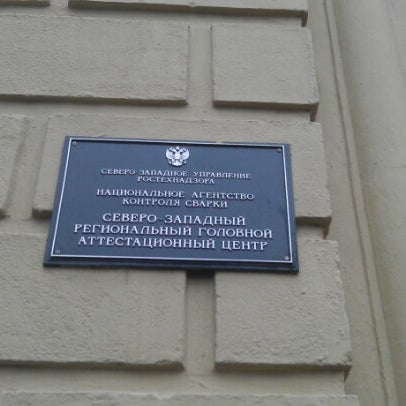 СЕВЕРО-ЗАПАДНОЕ УПРАВЛЕНИЕ
РОСТЕХНАДЗОРА
НАЦИОНАЛЬНОЕ АГЕНТСТВО
КОНТРОЛЯ СВАРКИ
СЕВЕРО-ЗАПАДНЫЙ
РЕГИОНАЛЬНЫЙ ГОЛОВНОЙ
АТТЕСТАЦИОННЫЙ ЦЕНТР